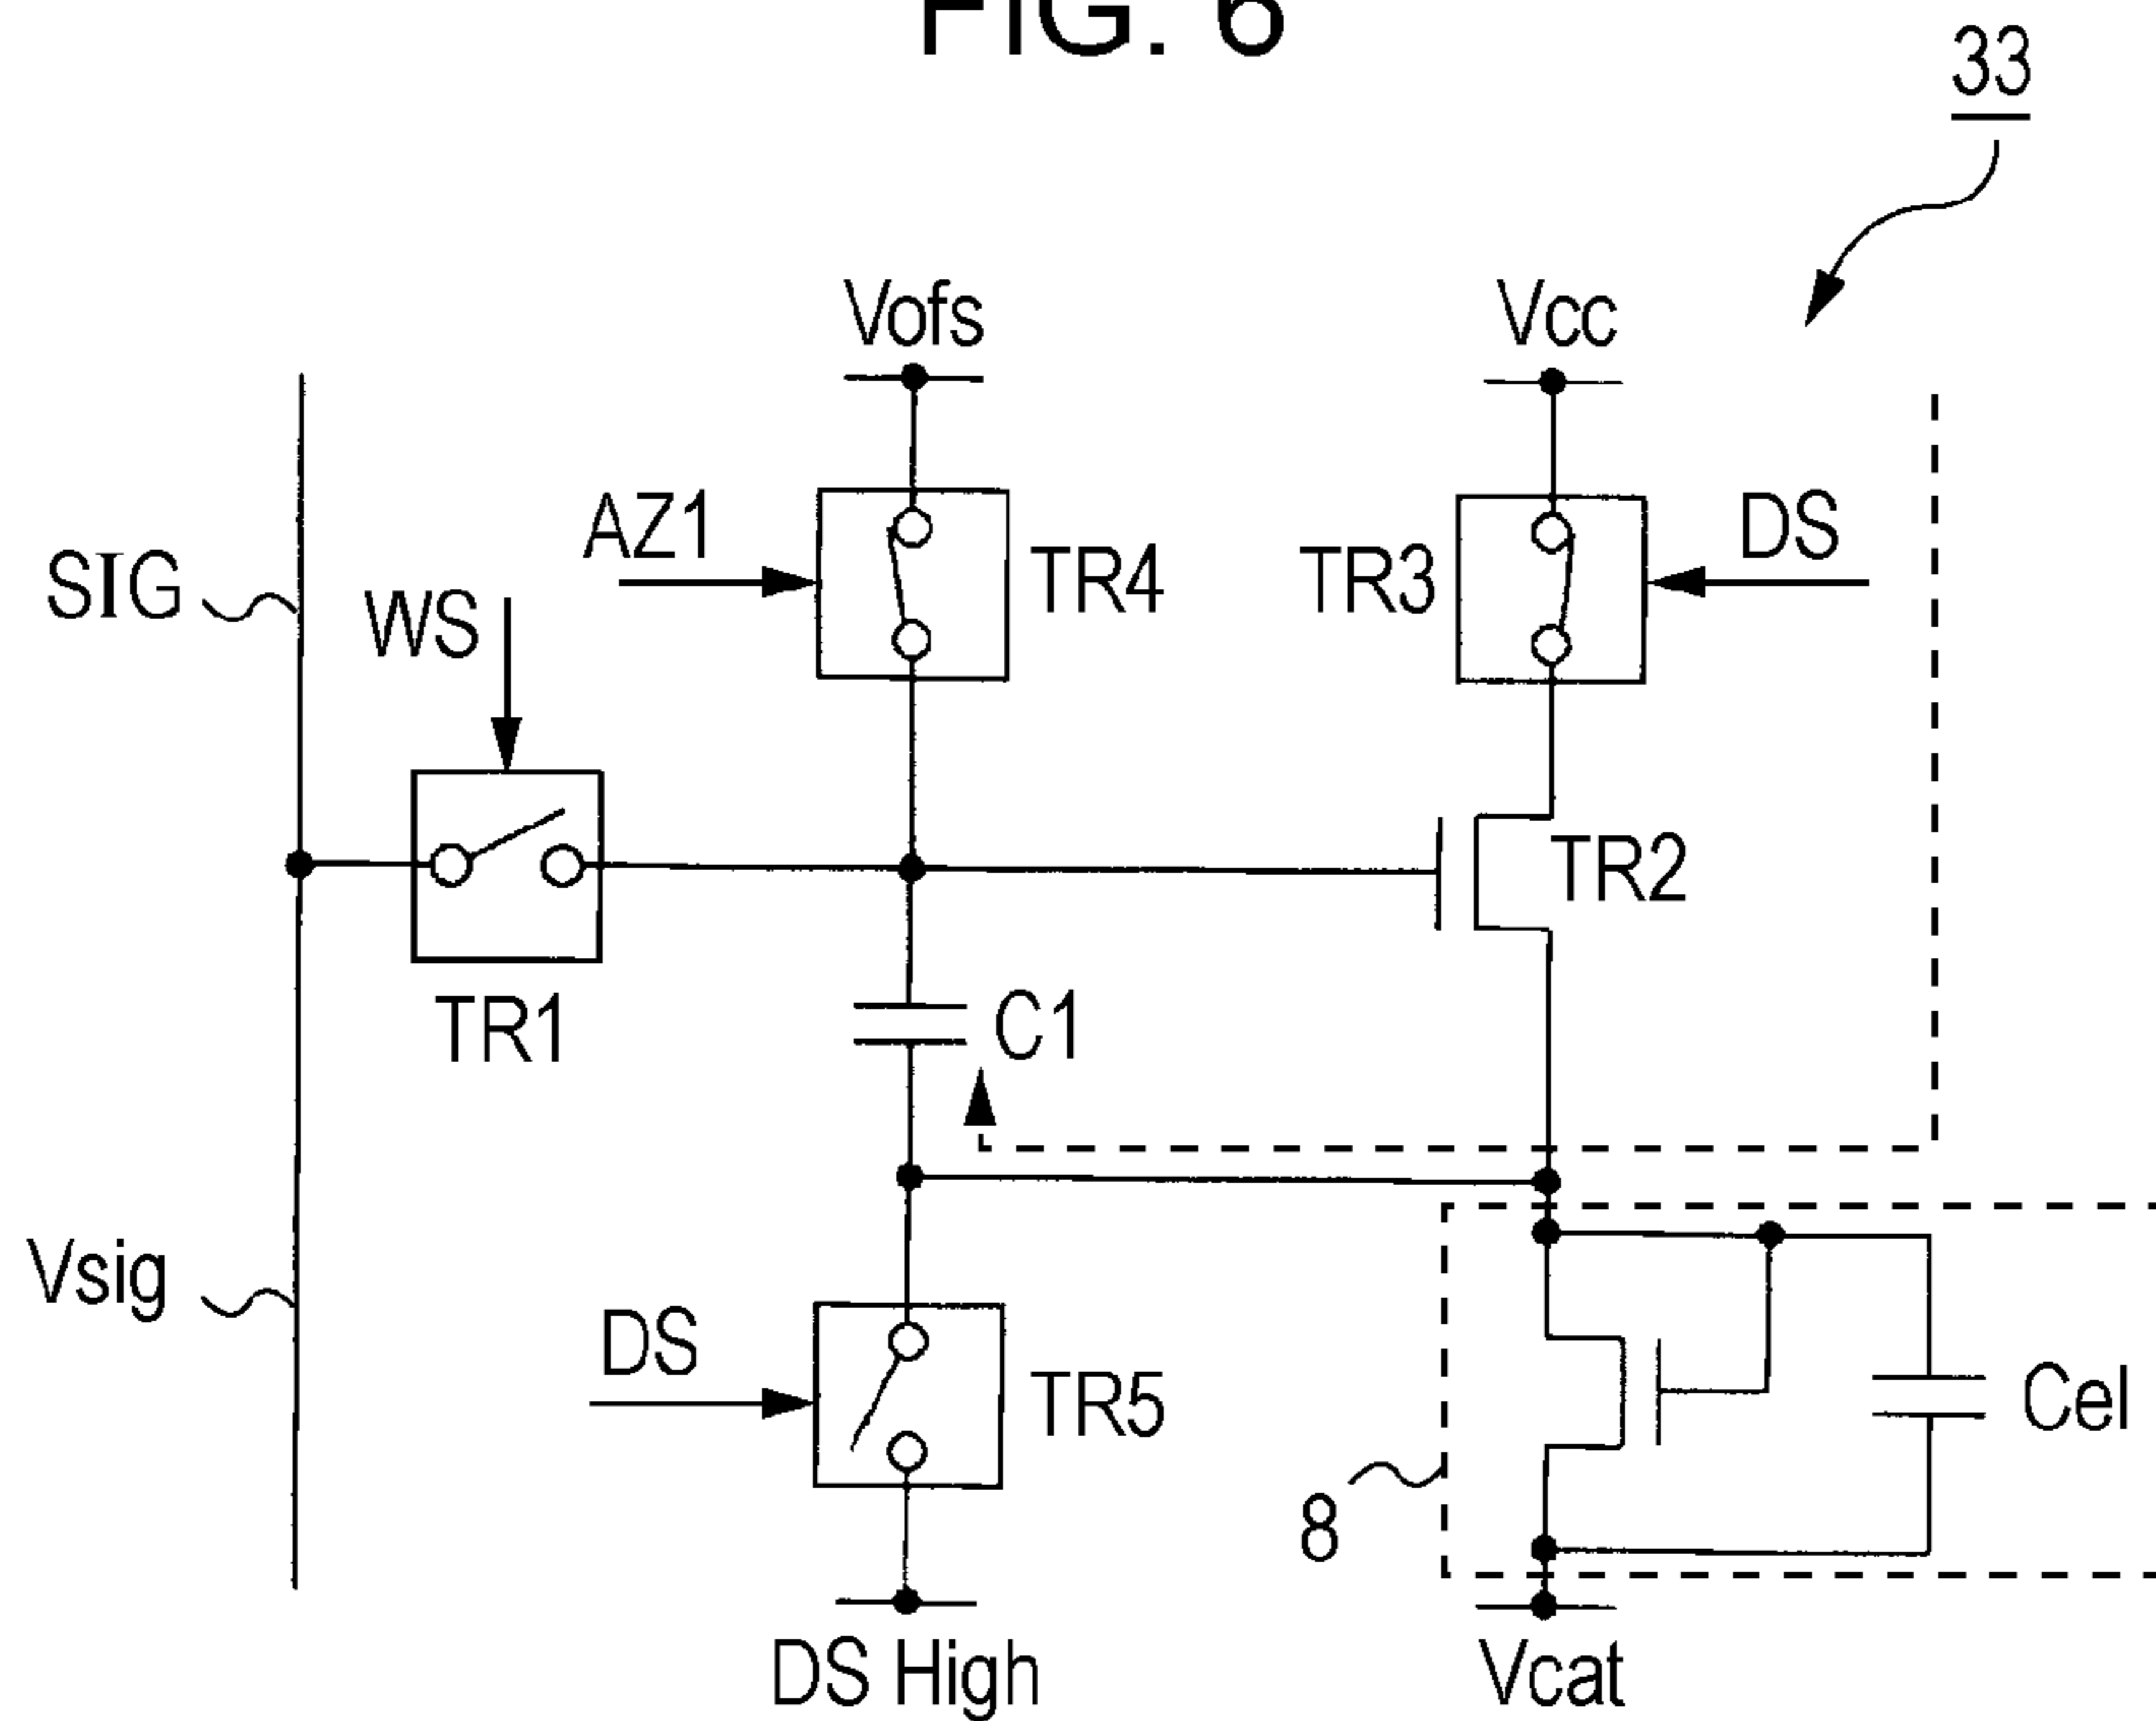 FIG. 6
33
Vofs
Vcc
AZ1
TR4
TR3
DS
SIG
WS
TR2
TR1
C1
Vsig
DS
TR5
Cel
8
DS High
Vcat